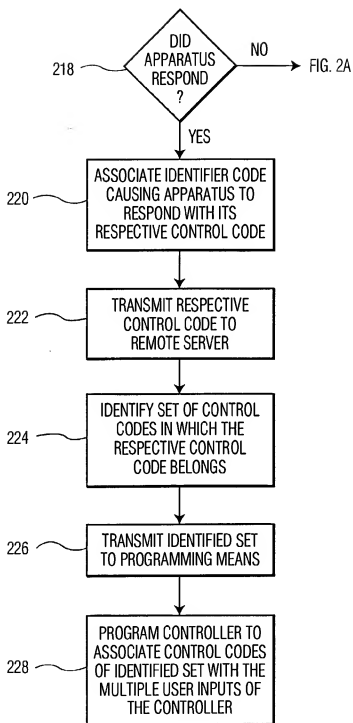 218
DID
APPARATUS
RESPOND
?
NO
FIG. 2A
YES
220
ASSOCIATE IDENTIFIER CODE
CAUSING APPARATUS TO
RESPOND WITH ITS
RESPECTIVE CONTROL CODE
222
TRANSMIT RESPECTIVE
CONTROL CODE TO
REMOTE SERVER
224
IDENTIFY SET OF CONTROL
CODES IN WHICH THE
RESPECTIVE CONTROL
CODE BELONGS
226
TRANSMIT IDENTIFIED SET
TO PROGRAMMING MEANS
228
PROGRAM CONTROLLER TO
ASSOCIATE CONTROL CODES
OF IDENTIFIED SET WITH THE
MULTIPLE USER INPUTS OF
THE CONTROLLER